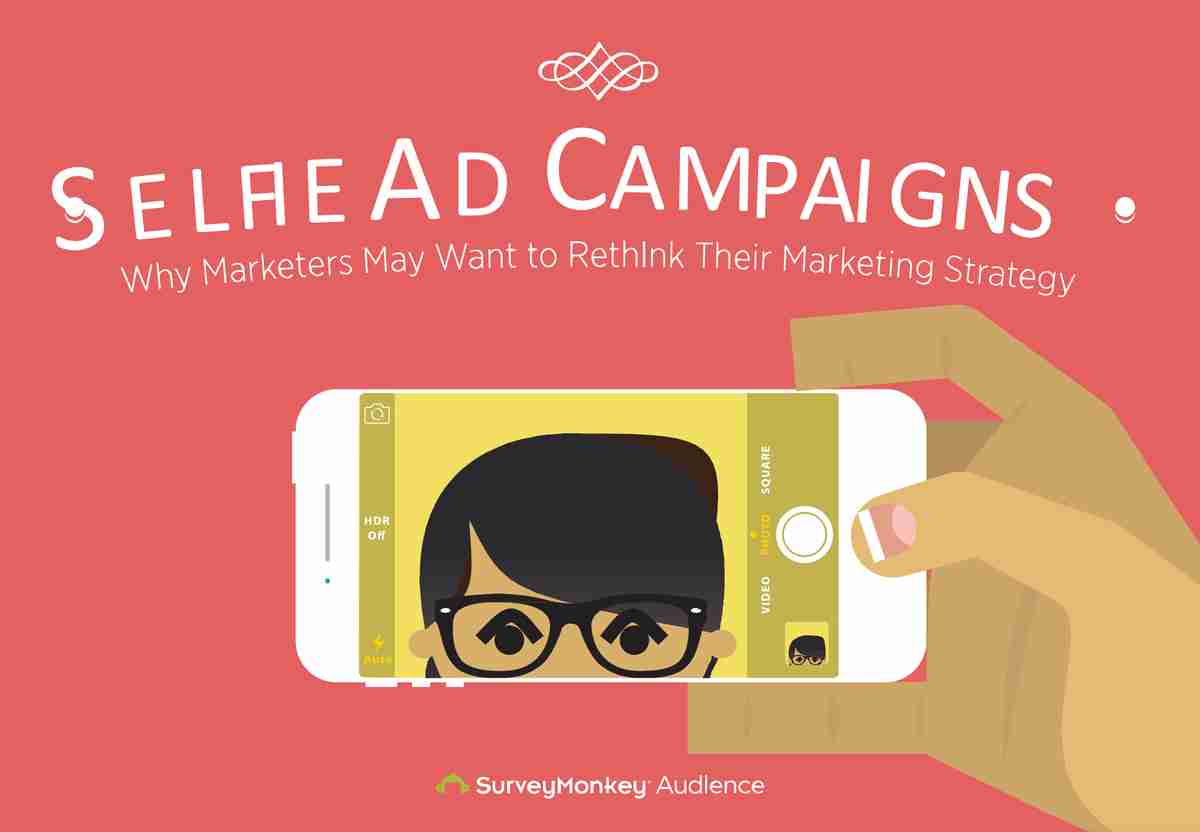 SELFIE AD CAMPAIGNS
Why Marketers May Want to RethInk Their Marketing Strategy
HDR
Off
Auto
SQUARE
PHOTO
VIDEO
SurveyMonkey AudIence